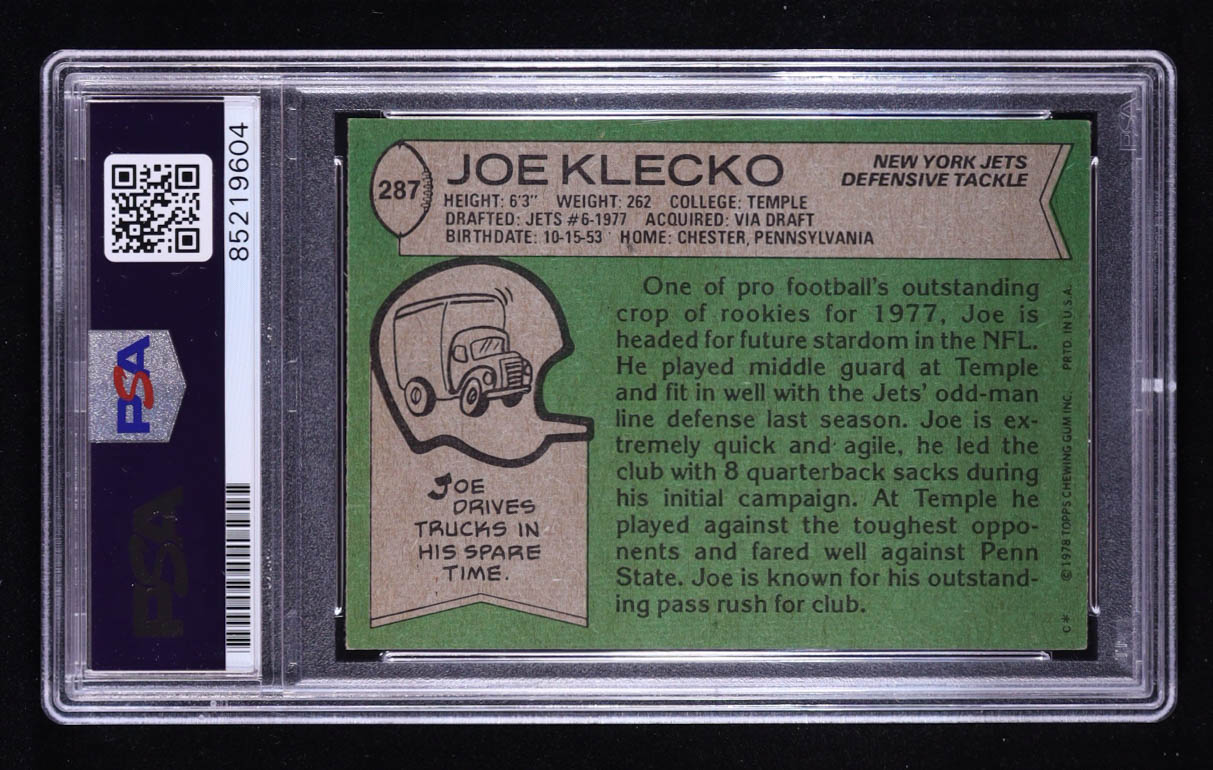 85219604
PSA
PSA
287
JOE KLECKO
NEW YORK JETS
DEFENSIVE TACKLE
HEIGHT: 6'3" WEIGHT: 262 COLLEGE: TEMPLE
DRAFTED: JETS #6-1977 ACQUIRED: VIA DRAFT
BIRTHDATE: 10-15-53 HOME: CHESTER, PENNSYLVANIA
JOE
DRIVES
TRUCKS IN
HIS SPARE
TIME.
One of pro football's outstanding
crop of rookies for 1977, Joe is
headed for future stardom in the NFL.
He played middle guard at Temple
and fit in well with the Jets' odd-man
line defense last season. Joe is ex-
tremely quick and agile, he led the
club with 8 quarterback sacks during
his initial campaign. At Temple he
played against the toughest oppo-
nents and fared well against Penn
State. Joe is known for his outstand-
ing pass rush for club.
C* ©1978 TOPPS CHEWING GUM INC. PRTD. IN U.S.A.